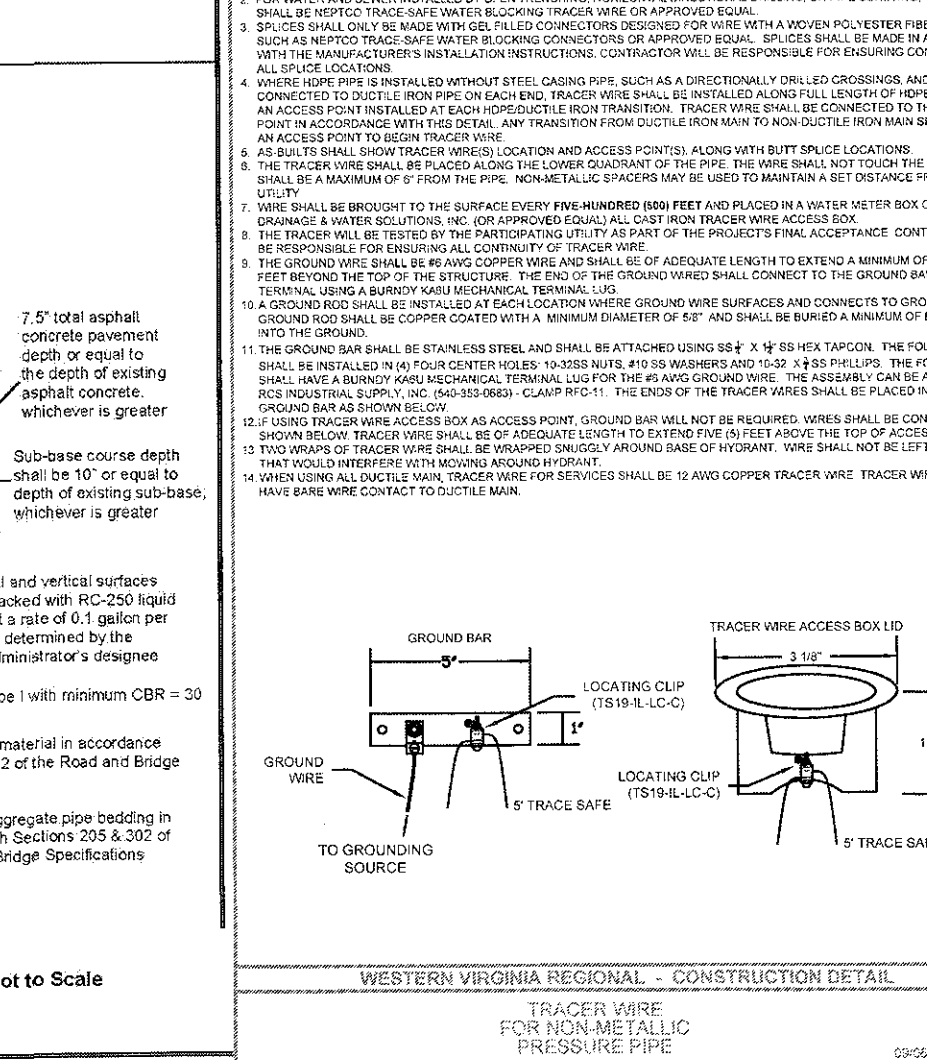 7.5" total asphalt
concrete pavement
depth or equal to
the depth of existing
asphalt concrete.
whichever is greater
Sub-base course depth
shall be 10" or equal to
depth of existing sub-base,
whichever is greater
and vertical surfaces
acked with RC-250 liquid
t a rate of 0.1 gallon per
determined by the
ministrator's designee
pe I with minimum CBR = 30
material in accordance
2 of the Road and Bridge
ggregate pipe bedding in
h Sections 205 & 302 of
Bridge Specifications
ot to Scale
SHALL BE NEPTCO TRACE-SAFE WATER BLOCKING TRACER WIRE OR APPROVED EQUAL.
3. SPLICES SHALL ONLY BE MADE WITH GEL FILLED CONNECTORS DESIGNED FOR WIRE WITH A WOVEN POLYESTER FIBE
SUCH AS NEPTCO TRACE-SAFE WATER BLOCKING CONNECTORS OR APPROVED EQUAL. SPLICES SHALL BE MADE IN A
WITH THE MANUFACTURER'S INSTALLATION INSTRUCTIONS. CONTRACTOR WILL BE RESPONSIBLE FOR ENSURING CO
ALL SPLICE LOCATIONS.
4. WHERE HDPE PIPE IS INSTALLED WITHOUT STEEL CASING PIPE, SUCH AS A DIRECTIONALLY DRILLED CROSSINGS, AND
CONNECTED TO DUCTILE IRON PIPE ON EACH END, TRACER WIRE SHALL BE INSTALLED ALONG FULL LENGTH OF HDPE
AN ACCESS POINT INSTALLED AT EACH HDPE/DUCTILE IRON TRANSITION. TRACER WIRE SHALL BE CONNECTED TO TH
POINT IN ACCORDANCE WITH THIS DETAIL. ANY TRANSITION FROM DUCTILE IRON MAIN TO NON-DUCTILE IRON MAIN S
AN ACCESS POINT TO BEGIN TRACER WIRE.
5. AS-BUILTS SHALL SHOW TRACER WIRE(S) LOCATION AND ACCESS POINT(S), ALONG WITH BUTT SPLICE LOCATIONS.
6. THE TRACER WIRE SHALL BE PLACED ALONG THE LOWER QUADRANT OF THE PIPE. THE WIRE SHALL NOT TOUCH THE
SHALL BE A MAXIMUM OF 6" FROM THE PIPE. NON-METALLIC SPACERS MAY BE USED TO MAINTAIN A SET DISTANCE FR
UTILITY
7. WIRE SHALL BE BROUGHT TO THE SURFACE EVERY FIVE-HUNDRED (500) FEET AND PLACED IN A WATER METER BOX O
DRAINAGE & WATER SOLUTIONS, INC. (OR APPROVED EQUAL) ALL CAST IRON TRACER WIRE ACCESS BOX.
8. THE TRACER WILL BE TESTED BY THE PARTICIPATING UTILITY AS PART OF THE PROJECT'S FINAL ACCEPTANCE CONT
BE RESPONSIBLE FOR ENSURING ALL CONTINUITY OF TRACER WIRE.
9. THE GROUND WIRE SHALL BE #6 AWG COPPER WIRE AND SHALL BE OF ADEQUATE LENGTH TO EXTEND A MINIMUM OF
FEET BEYOND THE TOP OF THE STRUCTURE. THE END OF THE GROUND WIRED SHALL CONNECT TO THE GROUND BA
TERMINAL USING A BURNDY KA8U MECHANICAL TERMINAL LUG.
10. A GROUND ROD SHALL BE INSTALLED AT EACH LOCATION WHERE GROUND WIRE SURFACES AND CONNECTS TO GRO
GROUND ROD SHALL BE COPPER COATED WITH A MINIMUM DIAMETER OF 5/8" AND SHALL BE BURIED A MINIMUM OF
INTO THE GROUND.
11. THE GROUND BAR SHALL BE STAINLESS STEEL AND SHALL BE ATTACHED USING SS X SS HEX TAPCON. THE FOL
SHALL BE INSTALLED IN (4) FOUR CENTER HOLES: 10-32SS NUTS, #10 SS WASHERS AND 10-32 X SS PHILLIPS. THE FO
SHALL HAVE A BURNDY KA8U MECHANICAL TERMINAL LUG FOR THE #6 AWG GROUND WIRE. THE ASSEMBLY CAN BE A
RCS INDUSTRIAL SUPPLY, INC. (540-353-0683) - CLAMP RFC-11. THE ENDS OF THE TRACER WIRES SHALL BE PLACED IN
GROUND BAR AS SHOWN BELOW.
12. IF USING TRACER WIRE ACCESS BOX AS ACCESS POINT, GROUND BAR WILL NOT BE REQUIRED. WIRES SHALL BE CON
SHOWN BELOW. TRACER WIRE SHALL BE OF ADEQUATE LENGTH TO EXTEND FIVE (5) FEET ABOVE THE TOP OF ACCES
13 TWO WRAPS OF TRACER WIRE SHALL BE WRAPPED SNUGGLY AROUND BASE OF HYDRANT. WIRE SHALL NOT BE LEFT
THAT WOULD INTERFERE WITH MOWING AROUND HYDRANT.
14. WHEN USING ALL DUCTILE MAIN, TRACER WIRE FOR SERVICES SHALL BE 12 AWG COPPER TRACER WIRE TRACER WI
HAVE BARE WIRE CONTACT TO DUCTILE MAIN.
GROUND BAR
5"
LOCATING CLIP
(TS19-IL-LC-C)
1"
GROUND
WIRE
5' TRACE SAFE
TO GROUNDING
SOURCE
TRACER WIRE ACCESS BOX LID
3 1/8"
1
LOCATING CLIP
(TS19-IL-LC-C)
5' TRACE SA
WESTERN VIRGINIA REGIONAL - CONSTRUCTION DETAIL
TRACER WIRE
FOR NON-METALLIC
PRESSURE PIPE